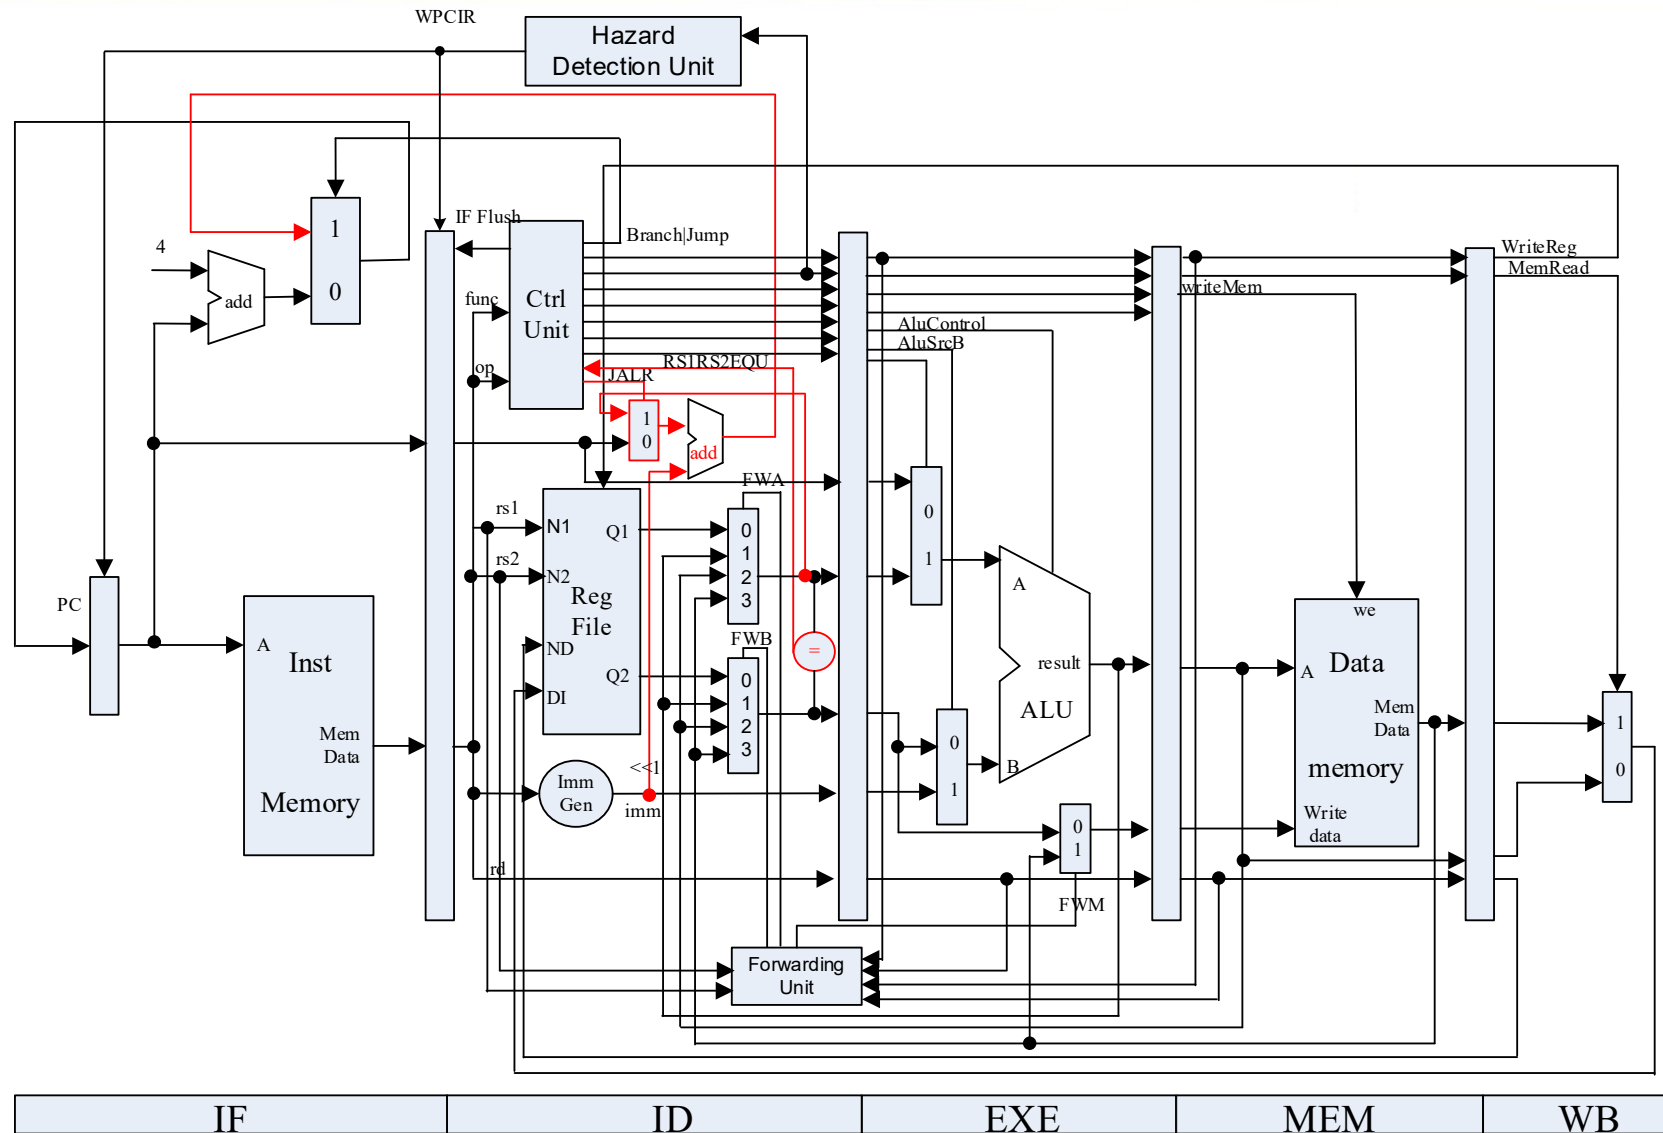 WPCIR
Hazard
Detection Unit
IF Flush
Branch|Jump
WriteReg
MemRead
1
4
add
0
func
Ctrl
Unit
writeMem
AluControl
AluSrcB
op
RS1RS2EQU
JALR
1
0
add
FWA
rs1
N1
Q1
0
1
2
3
0
1
rs2
N2
Reg
File
A
PC
we
A
Inst
ND
FWB
=
result
Data
A
Q2
0
1
2
3
DI
ALU
Mem
Data
1
0
Mem
Data
0
1
B
memory
<<1
Imm
Gen
imm
Memory
Write
data
0
1
rd
FWM
Forwarding
Unit
IF
ID
EXE
MEM
WB